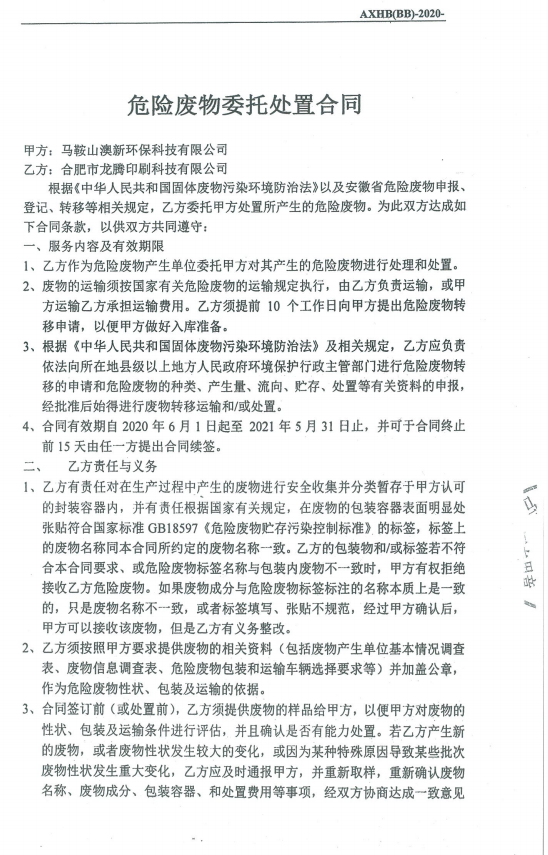 AXHB(BB)-2020-
危险废物委托处置合同
甲方：马鞍山澳新环保科技有限公司
乙方：合肥市龙腾印刷科技有限公司
根据《中华人民共和国固体废物污染环境防治法》以及安徽省危险废物申报、
登记、转移等相关规定，乙方委托甲方处置所产生的危险废物。为此双方达成如
下合同条款，以供双方共同遵守：
一、服务内容及有效期限
1、乙方作为危险废物产生单位委托甲方对其产生的危险废物进行处理和处置。
2、废物的运输须按国家有关危险废物的运输规定执行，由乙方负责运输，或甲
方运输乙方承担运输费用。乙方须提前 10 个工作日向甲方提出危险废物转
移申请，以便甲方做好入库准备。
3、根据《中华人民共和国固体废物污染环境防治法》及相关规定，乙方应负责
依法向所在地县级以上地方人民政府环境保护行政主管部门进行危险废物转
移的申请和危险废物的种类、产生量、流向、贮存、处置等有关资料的申报，
经批准后始得进行废物转移运输和/或处置。
4、合同有效期自 2020 年 6 月 1 日起至 2021 年 5 月 31 日止，并可于合同终止
前 15 天由任一方提出合同续签。
二、 乙方责任与义务
1、乙方有责任对在生产过程中产生的废物进行安全收集并分类暂存于甲方认可
的封装容器内，并有责任根据国家有关规定，在废物的包装容器表面明显处
张贴符合国家标准 GB18597《危险废物贮存污染控制标准》的标签，标签上
的废物名称同本合同所约定的废物名称一致。乙方的包装物和/或标签若不符
合本合同要求、或危险废物标签名称与包装内废物不一致时，甲方有权拒绝
接收乙方危险废物。如果废物成分与危险废物标签标注的名称本质上是一致
的，只是废物名称不一致，或者标签填写、张贴不规范，经过甲方确认后，
甲方可以接收该废物，但是乙方有义务整改。
2、乙方须按照甲方要求提供废物的相关资料（包括废物产生单位基本情况调查
表、废物信息调查表、危险废物包装和运输车辆选择要求等）并加盖公章，
作为危险废物性状、包装及运输的依据。
3、合同签订前（或处置前），乙方须提供废物的样品给甲方，以便甲方对废物的
性状、包装及运输条件进行评估，并且确认是否有能力处置。若乙方产生新
的废物，或者废物性状发生较大的变化，或因为某种特殊原因导致某些批次
废物性状发生重大变化，乙方应及时通报甲方，并重新取样，重新确认废物
名称、废物成分、包装容器、和处置费用等事项，经双方协商达成一致意见